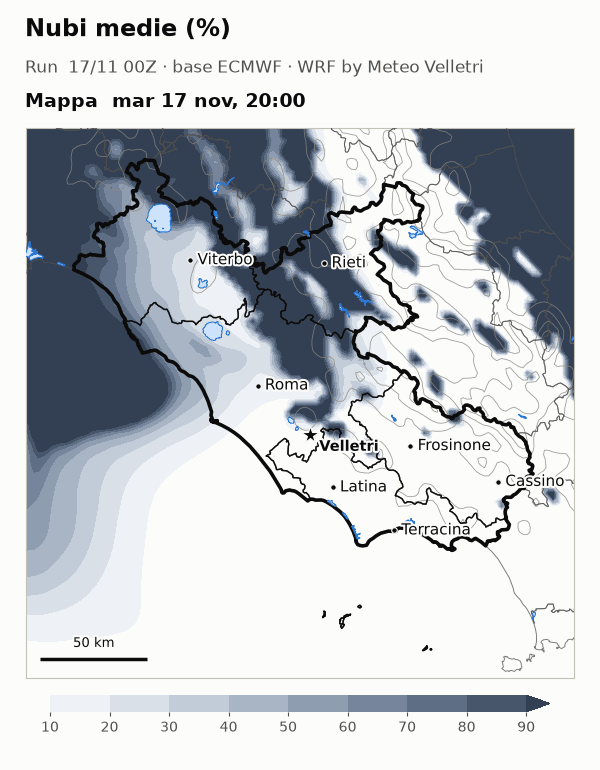 Nubi medie (%)
Run 17/11 00Z · base ECMWF · WRF by Meteo Velletri
Mappa mar 17 nov, 20:00
Viterbo
Rieti
Roma
Velletri
Frosinone
Latina
Cassino
Terracina
50 km
10 20 30 40 50 60 70 80 90